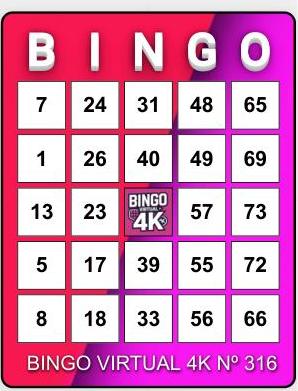 B I N G O
7 24 31 48 65
1 26 40 49 69
13 23 BINGO VIRTUAL 4K 57 73
5 17 39 55 72
8 18 33 56 66
BINGO VIRTUAL 4K Nº 316